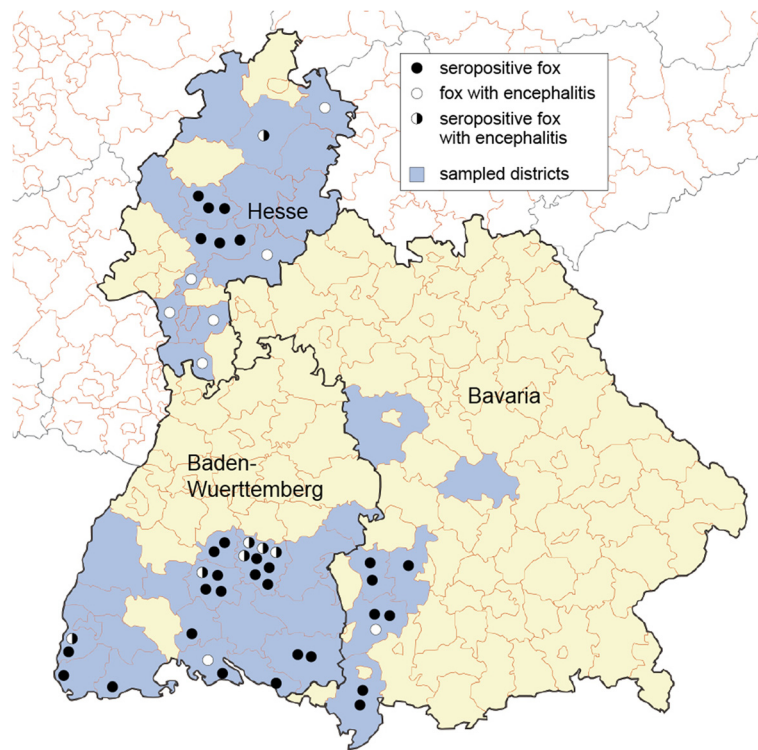 seropositive fox
fox with encephalitis
seropositive fox
with encephalitis
sampled districts
Hesse
Bavaria
Baden-
Wuerttemberg